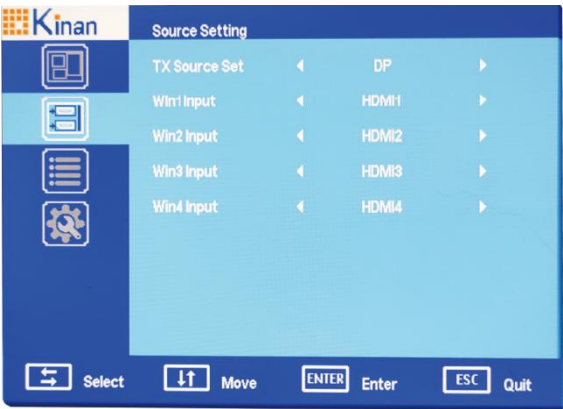 Kinan
Source Setting
TX Source Set DP
Win1 Input HDMI1
Win2 Input HDMI2
Win3 Input HDMI3
Win4 Input HDMI4
Select Move ENTER Enter ESC Quit